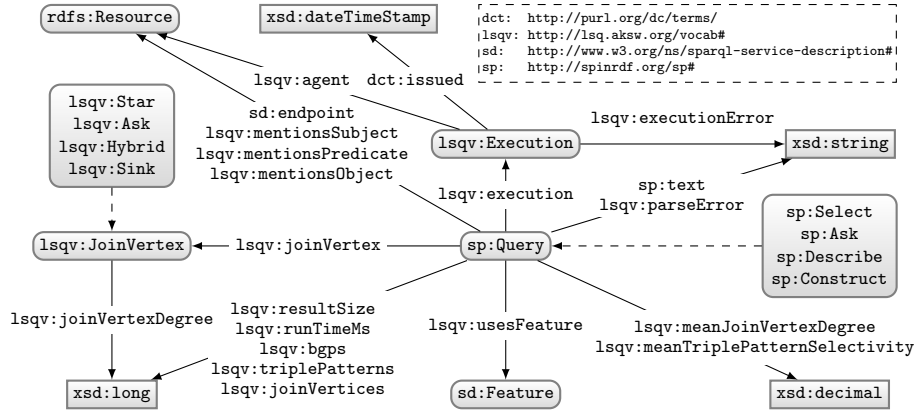 rdfs:Resource
xsd:dateTimeStamp
dct: http://purl.org/dc/terms/
lsqv: http://lsq.aksw.org/vocab#
sd: http://www.w3.org/ns/sparql-service-description#
sp: http://spinrdf.org/sp#
lsqv:agent
dct:issued
lsqv:Star
lsqv:Ask
lsqv:Hybrid
lsqv:Sink
sd:endpoint
lsqv:mentionsSubject
lsqv:mentionsPredicate
lsqv:mentionsObject
lsqv:Execution
lsqv:executionError
xsd:string
lsqv:execution
sp:text
lsqv:parseError
sp:Select
sp:Ask
sp:Describe
sp:Construct
lsqv:JoinVertex
lsqv:joinVertex
sp:Query
lsqv:joinVertexDegree
lsqv:resultSize
lsqv:runTimeMs
lsqv:bgps
lsqv:triplePatterns
lsqv:joinVertices
lsqv:usesFeature
lsqv:meanJoinVertexDegree
lsqv:meanTriplePatternSelectivity
xsd:long
sd:Feature
xsd:decimal